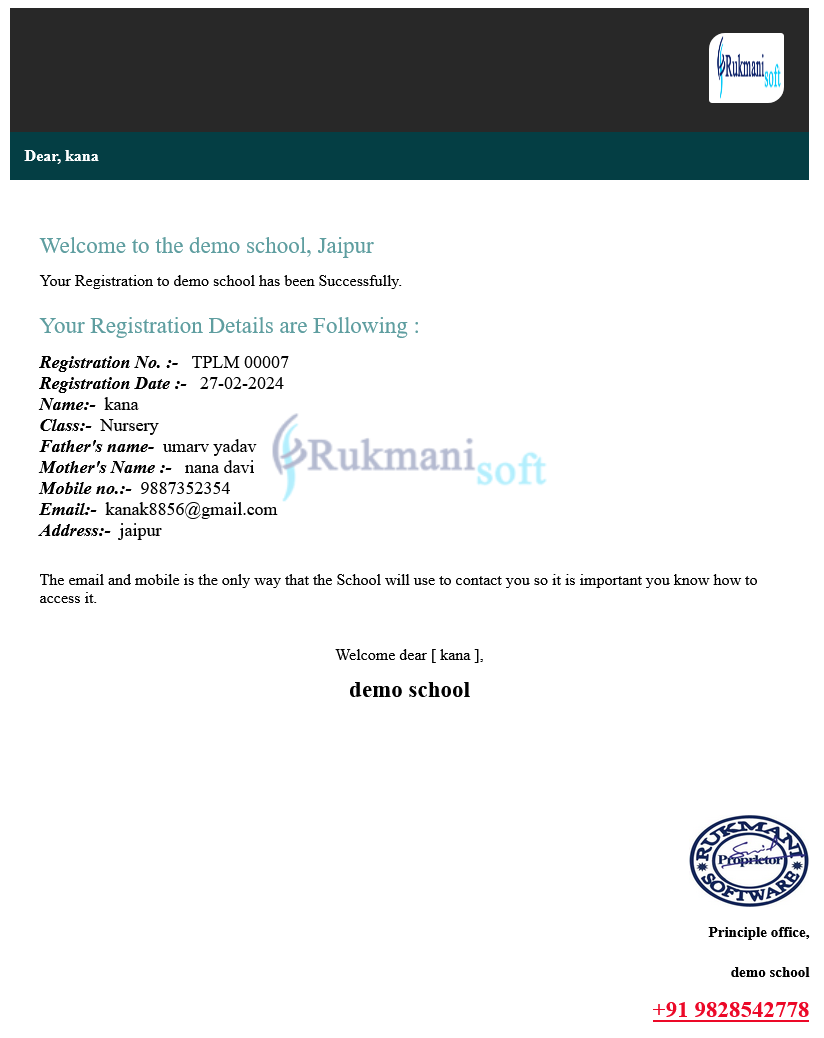 Rukmani
soft
Dear, kana
Welcome to the demo school, Jaipur
Your Registration to demo school has been Successfully.
Your Registration Details are Following :
Registration No. :- TPLM 00007
Registration Date :- 27-02-2024
Name:- kana
Class:- Nursery
Father's name- umarv yadav
Mother's Name :- nana davi
Mobile no.:- 9887352354
Email:- kanak8856@gmail.com
Address:- jaipur
Rukmani
soft
The email and mobile is the only way that the School will use to contact you so it is important you know how to
access it.
Welcome dear [ kana ],
demo school
RUKMANI
Proprietor
SOFTWARE
Principle office,
demo school
+91 9828542778